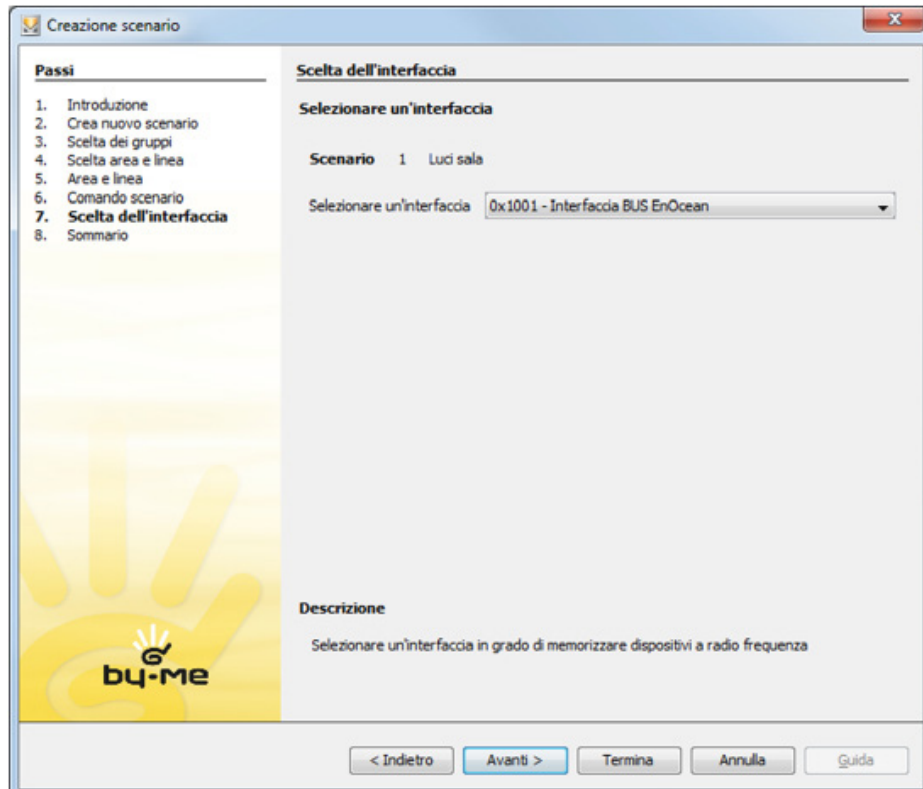 Creazione scenario
Passi
1. Introduzione
2. Crea nuovo scenario
3. Scelta dei gruppi
4. Scelta area e linea
5. Area e linea
6. Comando scenario
7. Scelta dell'interfaccia
8. Sommario
by-me
Scelta dell'interfaccia
Selezionare un'interfaccia
Scenario 1 Luci sala
Selezionare un'interfaccia 0x1001 - Interfaccia BUS EnOcean
Descrizione
Selezionare un'interfaccia in grado di memorizzare dispositivi a radio frequenza
< Indietro Avanti > Termina Annulla Guida